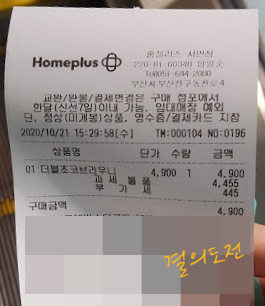 Homeplus
홈플러스 서면점
220-81-60348 임일순
Tel)051-644-2000
부산시부산진구동천로4
교환/환불/결제변경은 구매 점포에서
한달(신선7일)이내 가능, 임대매장 예외
단, 정상(미개봉)상품, 영수증/결제카드 지참
2020/10/21 15:29:58[수] TM:000104 NO:0196
상품명 단가 수량 금액
01 더블초코브라우니
4,900 1 4,900
과 세 물 품 4,455
부 가 세 445
구매금액 4,900
결의도전